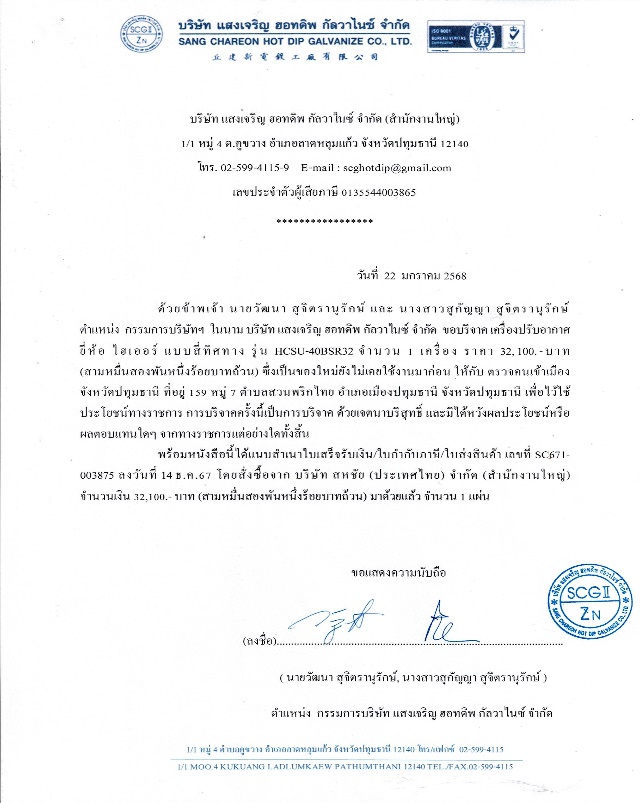 SCGII
ZN
บริษัท แสงเจริญ ฮอทดิพ กัลวาไนซ์ จำกัด
SANG CHAREON HOT DIP GALVANIZE CO., LTD.
ISO 9001
BUREAU VERITAS
Certification
บริษัท แสงเจริญ ฮอทดิพ กัลวาไนซ์ จำกัด (สำนักงานใหญ่)
1/1 หมู่ 4 ต.คูขวาง อำเภอลาดหลุมแก้ว จังหวัดปทุมธานี 12140
โทร. 02-599-4115-9 E-mail : scghotdip@gmail.com
เลขประจำตัวผู้เสียภาษี 0135544003865
*****************
วันที่ 22 มกราคม 2568
ด้วยข้าพเจ้า นายวัฒนา สุจิตรานุรักษ์ และ นางสาวสุกัญญา สุจิตรานุรักษ์
ตำแหน่ง กรรมการบริษัทฯ ในนาม บริษัท แสงเจริญ ฮอทดิพ กัลวาไนซ์ จำกัด ขอบริจาค เครื่องปรับอากาศ
ยี่ห้อ ไฮเออร์ แบบสี่ทิศทาง รุ่น HCSU-40BSR32 จำนวน 1 เครื่อง ราคา 32,100.-บาท
(สามหมื่นสองพันหนึ่งร้อยบาทถ้วน) ซึ่งเป็นของใหม่ยังไม่เคยใช้งานมาก่อน ให้กับ ตรวจคนเข้าเมือง
จังหวัดปทุมธานี ที่อยู่ 159 หมู่ 7 ตำบลสวนพริกไทย อำเภอเมืองปทุมธานี จังหวัดปทุมธานี เพื่อไว้ใช้
ประโยชน์ทางราชการ การบริจาคครั้งนี้เป็นการบริจาค ด้วยเจตนาบริสุทธิ์ และมิได้หวังผลประโยชน์หรือ
ผลตอบแทนใดๆ จากทางราชการแต่อย่างใดทั้งสิ้น
พร้อมหนังสือนี้ได้แนบสำเนาใบเสร็จรับเงิน/ใบกำกับภาษี/ใบส่งสินค้า เลขที่ SC671-
003875 ลงวันที่ 14 ธ.ค.67 โดยสั่งซื้อจาก บริษัท สหชัย (ประเทศไทย) จำกัด (สำนักงานใหญ่)
จำนวนเงิน 32,100.- บาท (สามหมื่นสองพันหนึ่งร้อยบาทถ้วน) มาด้วยแล้ว จำนวน 1 แผ่น
ขอแสดงความนับถือ
(ลงชื่อ)
บริษัท แสงเจริญ ฮอทดิพ กัลวาไนซ์ จำกัด
SCGII
ZN
SANG CHAREON HOT DIP GALVANIZE CO.,LTD
( นายวัฒนา สุจิตรานุรักษ์, นางสาวสุกัญญา สุจิตรานุรักษ์ )
ตำแหน่ง กรรมการบริษัท แสงเจริญ ฮอทดิพ กัลวาไนซ์ จำกัด
1/1 หมู่ 4 ตำบลคูขวาง อำเภอลาดหลุมแก้ว จังหวัดปทุมธานี 12140 โทร/แฟกซ์ 02-599-4115
1/1 MOO.4 KUKUANG LADLUMKAEW PATHUMTHANI 12140 TEL./FAX.02-599-4115